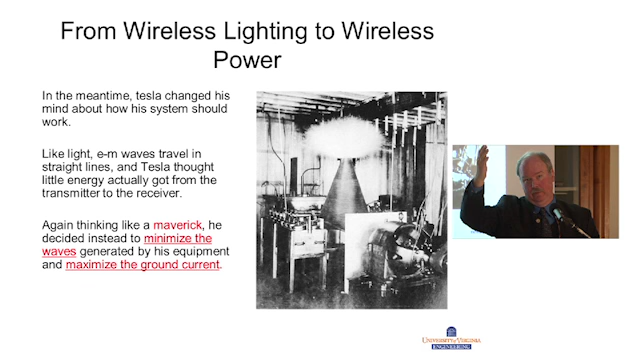 From Wireless Lighting to Wireless
Power
In the meantime, tesla changed his
mind about how his system should
work.
Like light, e-m waves travel in
straight lines, and Tesla thought
little energy actually got from the
transmitter to the receiver.
Again thinking like a maverick, he
decided instead to minimize the
waves generated by his equipment
and maximize the ground current.
UNIVERSITY of VIRGINIA
ENGINEERING